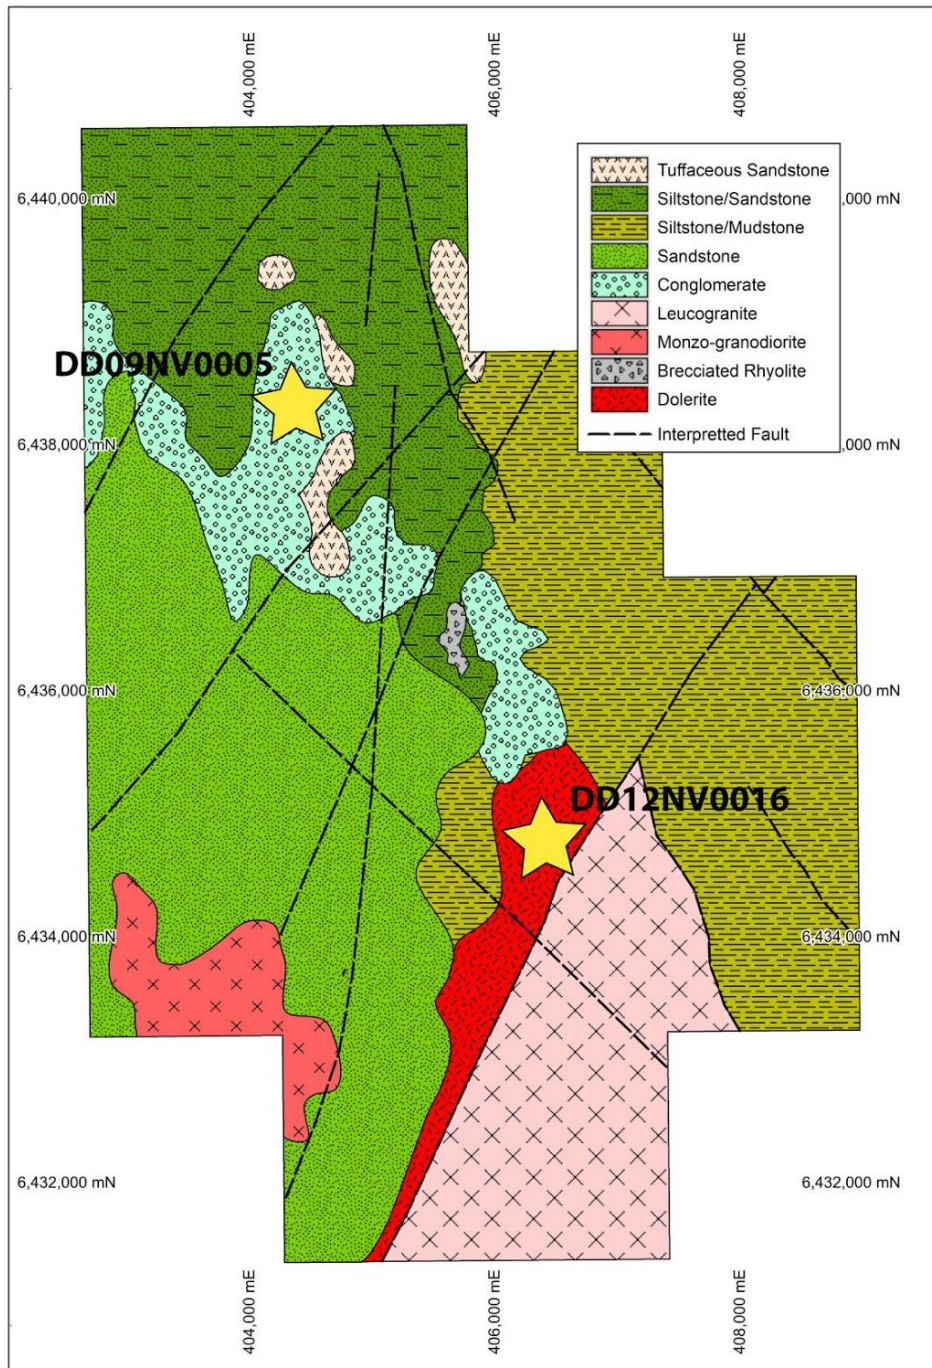 404,000 mE
406,000 mE
408,000 mE
Tuffaceous Sandstone
Siltstone/Sandstone
Siltstone/Mudstone
Sandstone
Conglomerate
Leucogranite
Monzo-granodiorite
Brecciated Rhyolite
Dolerite
Interpretted Fault
6,440,000 mN
,000 mN
DD09NV0005
6,438,000 mN
,000 mN
6,436,000 mN
6,436,000 mN
DD12NV0016
6,434,000 mN
6,434,000 mN
6,432,000 mN
6,432,000 mN
404,000 mE
406,000 mE
408,000 mE